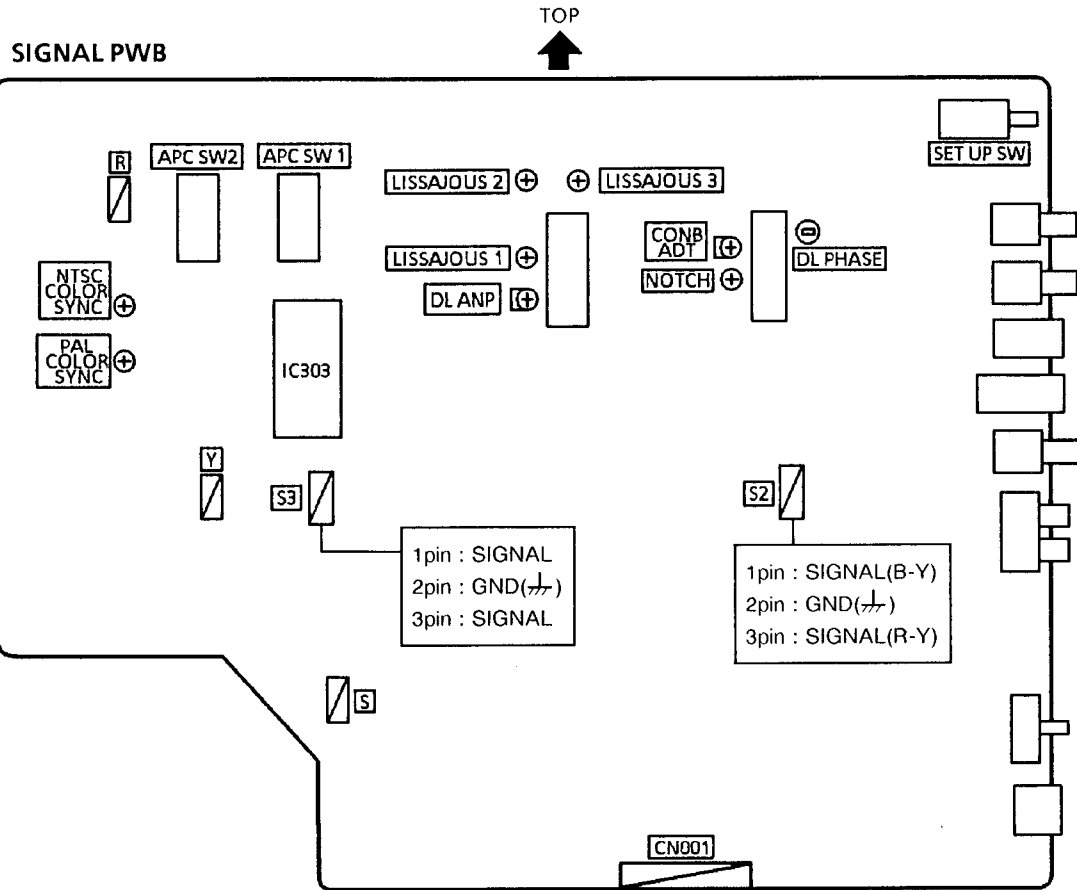 TOP
SIGNAL PWB
SET UP SW
R
APC SW2
APC SW 1
LISSAJOUS 2
LISSAJOUS 3
CONB
ADT
DL PHASE
LISSAJOUS 1
NOTCH
DL ANP
NTSC
COLOR
SYNC
PAL
COLOR
SYNC
IC303
Y
S3
S2
1pin : SIGNAL
2pin : GND( )
3pin : SIGNAL
1pin : SIGNAL(B-Y)
2pin : GND( )
3pin : SIGNAL(R-Y)
S
CN001